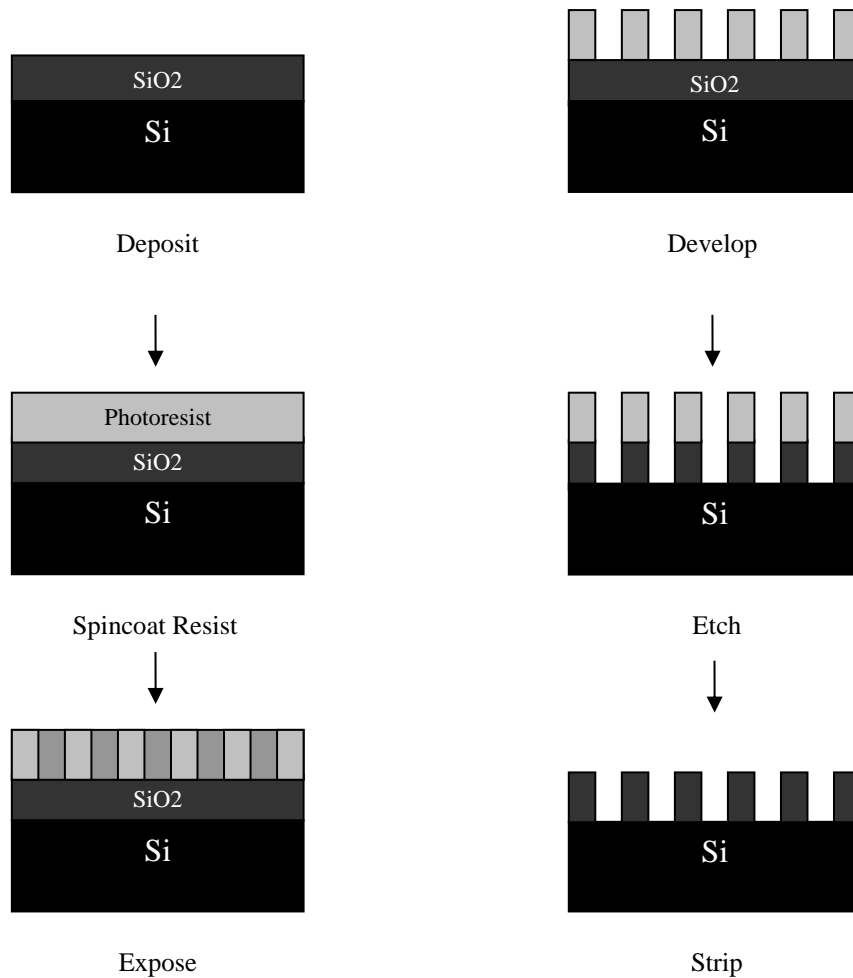 SiO2
Si
Deposit
Photoresist
SiO2
Si
Spincoat Resist
SiO2
Si
Expose
SiO2
Si
Develop
Si
Etch
Si
Strip